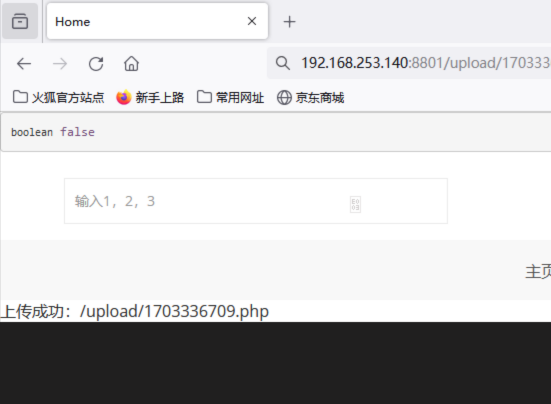 Home
192.168.253.140:8801/upload/170333
火狐官方站点 新手上路 常用网址 京东商城
boolean false
输入1，2，3
主页
上传成功：/upload/1703336709.php